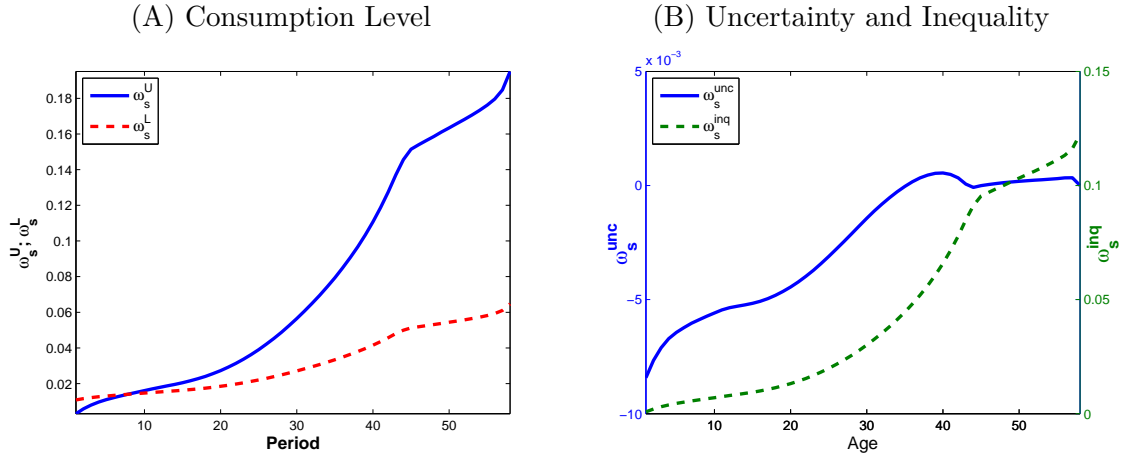 (A) Consumption Level
ω_s^U
ω_s^L
0.18
0.16
0.14
0.12
0.1
0.08
0.06
0.04
0.02
ω_s^U; ω_s^L
10 20 30 40 50
Period
(B) Uncertainty and Inequality
x 10^-3
ω_s^unc
ω_s^inq
5
0
−5
−10
ω_s^unc
0.15
0.1
0.05
0
ω_s^inq
10 20 30 40 50
Age